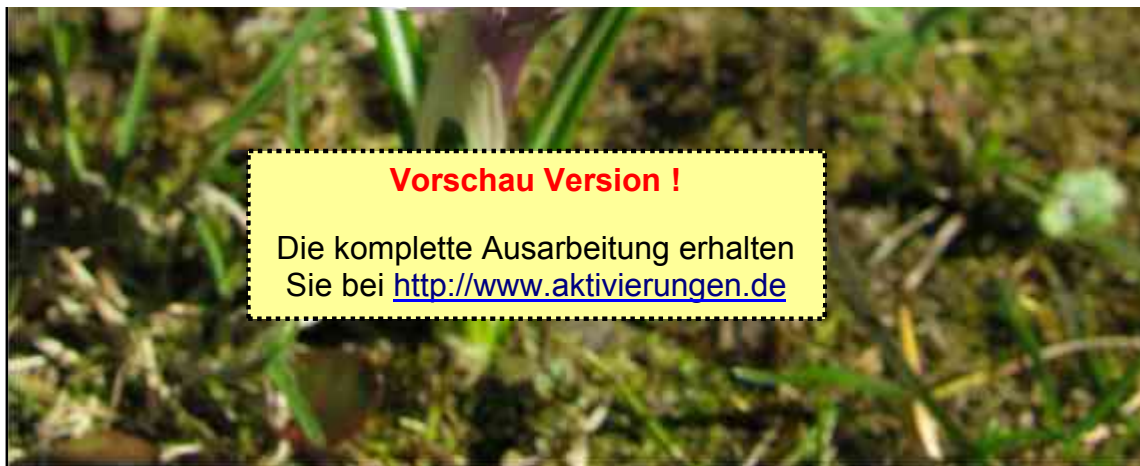 Vorschau Version !
Die komplette Ausarbeitung erhalten
Sie bei http://www.aktivierungen.de